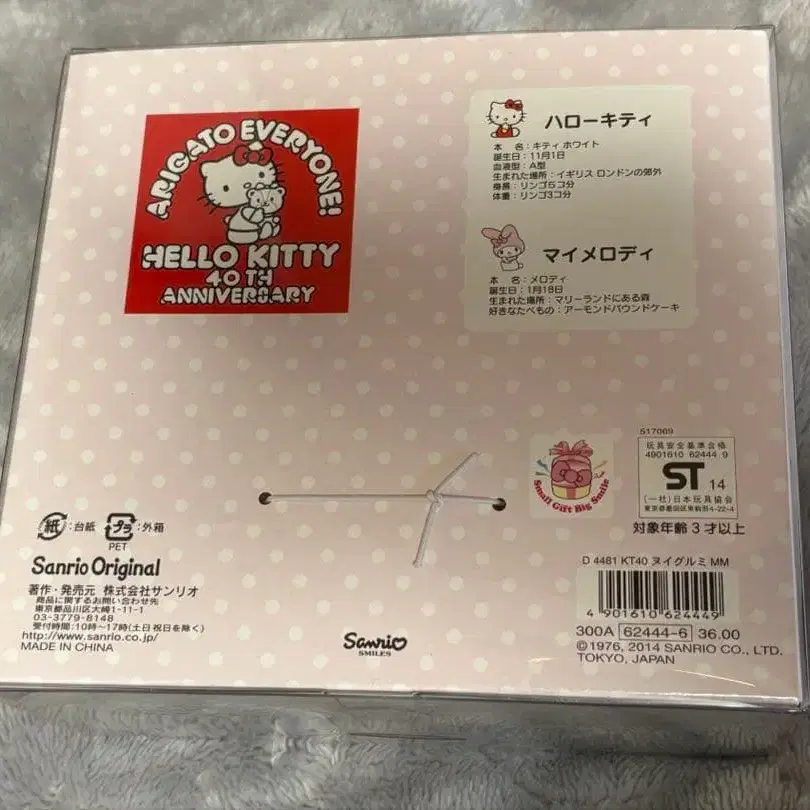 ARIGATO EVERYONE!
HELLO KITTY
40TH
ANNIVERSARY
ハローキティ
本 名：キティ ホワイト
誕生日：11月1日
血液型：A型
生まれた場所：イギリス ロンドンの郊外
身長：リンゴ5コ分
体重：リンゴ3コ分
マイメロディ
本 名：メロディ
誕生日：1月18日
生まれた場所：マリーランドにある森
好きなたべもの：アーモンドパウンドケーキ
Small Gift Big Smile
517009
玩具安全基準合格
4901610 62444 9
ST 14
(一社)日本玩具協会
東京都墨田区東駒形4-22-4
対象年齢3才以上
紙：台紙 プラ：外箱
PET
Sanrio Original
著作・発売元 株式会社サンリオ
商品に関するお問い合わせ先
東京都品川区大崎1-11-1
03-3779-8148
受付時間：10時～17時(土日祝日を除く)
http://www.sanrio.co.jp/
MADE IN CHINA
Sanrio
SMILES
D 4481 KT40 ヌイグルミ MM
4 901610 624449
300A 62444-6 36.00
©1976, 2014 SANRIO CO., LTD.
TOKYO, JAPAN